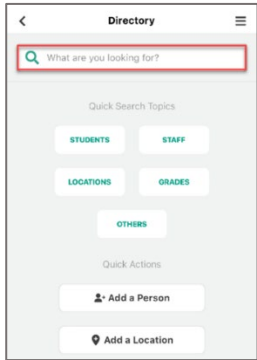 Directory
What are you looking for?
Quick Search Topics
STUDENTS STAFF
LOCATIONS GRADES
OTHERS
Quick Actions
Add a Person
Add a Location